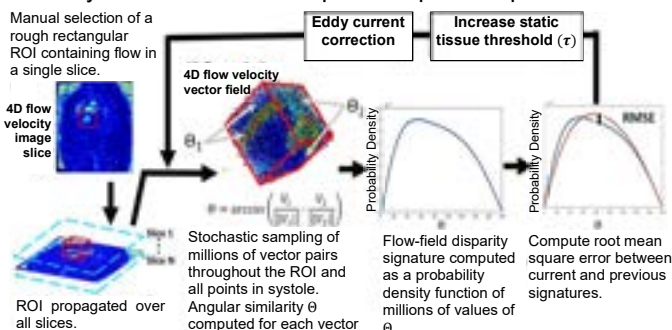 Manual selection of a
rough rectangular
ROI containing flow in
a single slice.
Eddy current
correction
Increase static
tissue threshold (τ)
4D flow
velocity
image
slice
4D flow velocity
vector field
Θ₁
Probability Density
Probability Density
RMSE
Slice 1
Slice N
ROI propagated over
all slices.
Stochastic sampling of
millions of vector pairs
throughout the ROI and
all points in systole.
Angular similarity Θ
computed for each vector
Flow-field disparity
signature computed
as a probability
density function of
millions of values of
Θ
Compute root mean
square error between
current and previous
signatures.